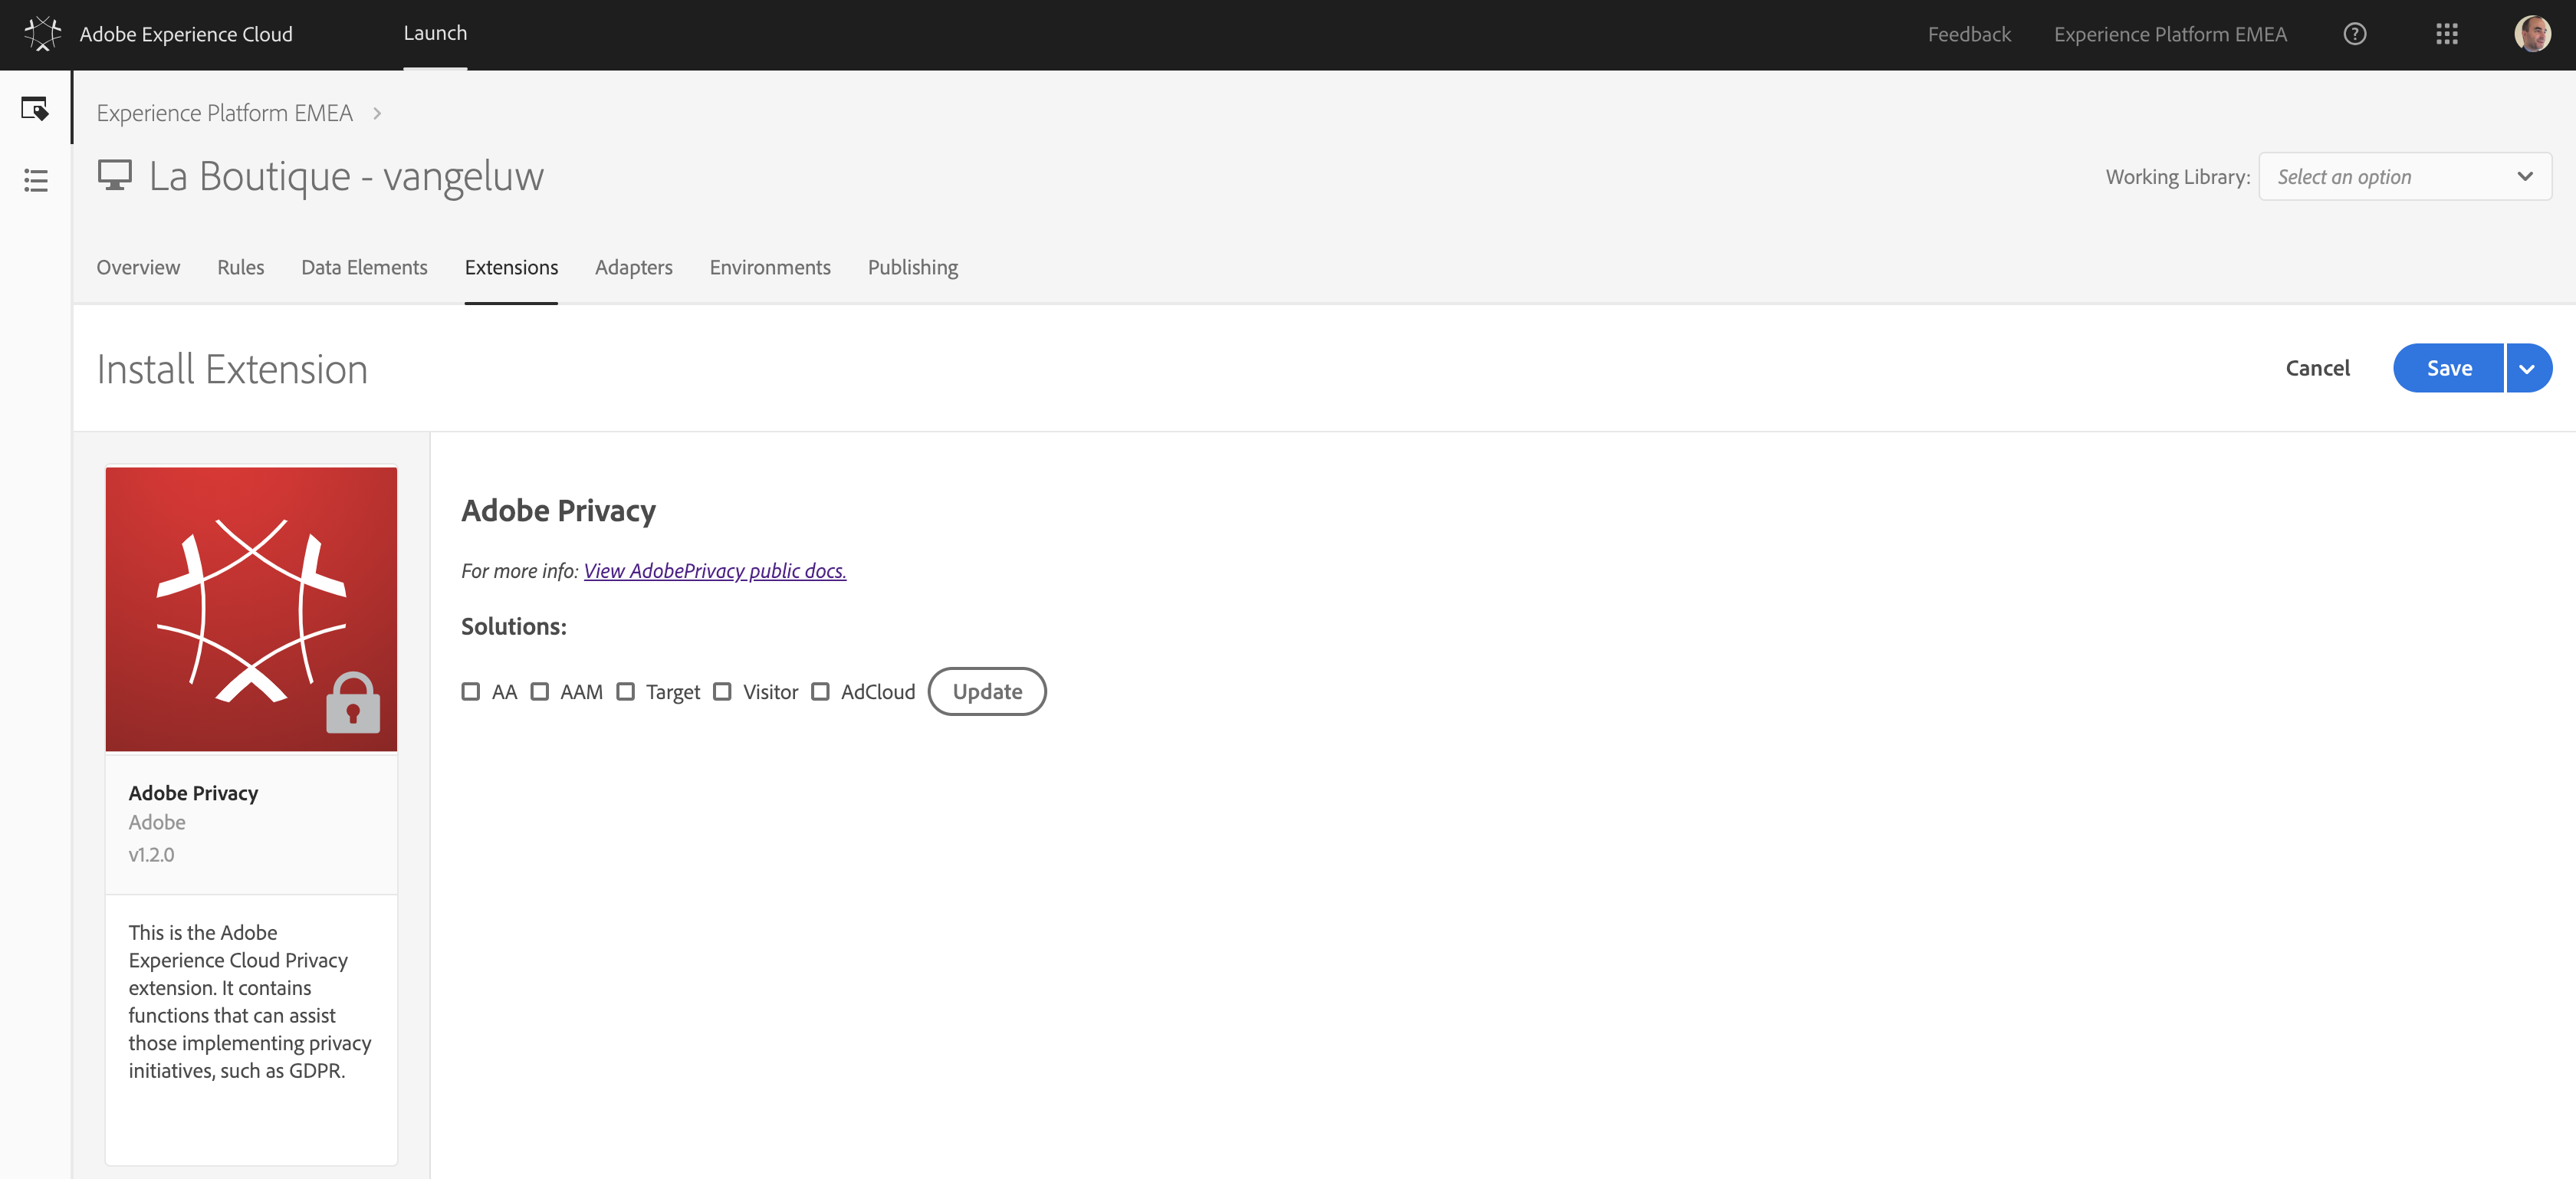 Adobe Experience Cloud
Launch
Feedback
Experience Platform EMEA
Experience Platform EMEA
La Boutique - vangeluw
Working Library:
Select an option
Overview
Rules
Data Elements
Extensions
Adapters
Environments
Publishing
Install Extension
Cancel
Save
Adobe Privacy
For more info: View AdobePrivacy public docs.
Solutions:
AA
AAM
Target
Visitor
AdCloud
Update
Adobe Privacy
Adobe
v1.2.0
This is the Adobe
Experience Cloud Privacy
extension. It contains
functions that can assist
those implementing privacy
initiatives, such as GDPR.